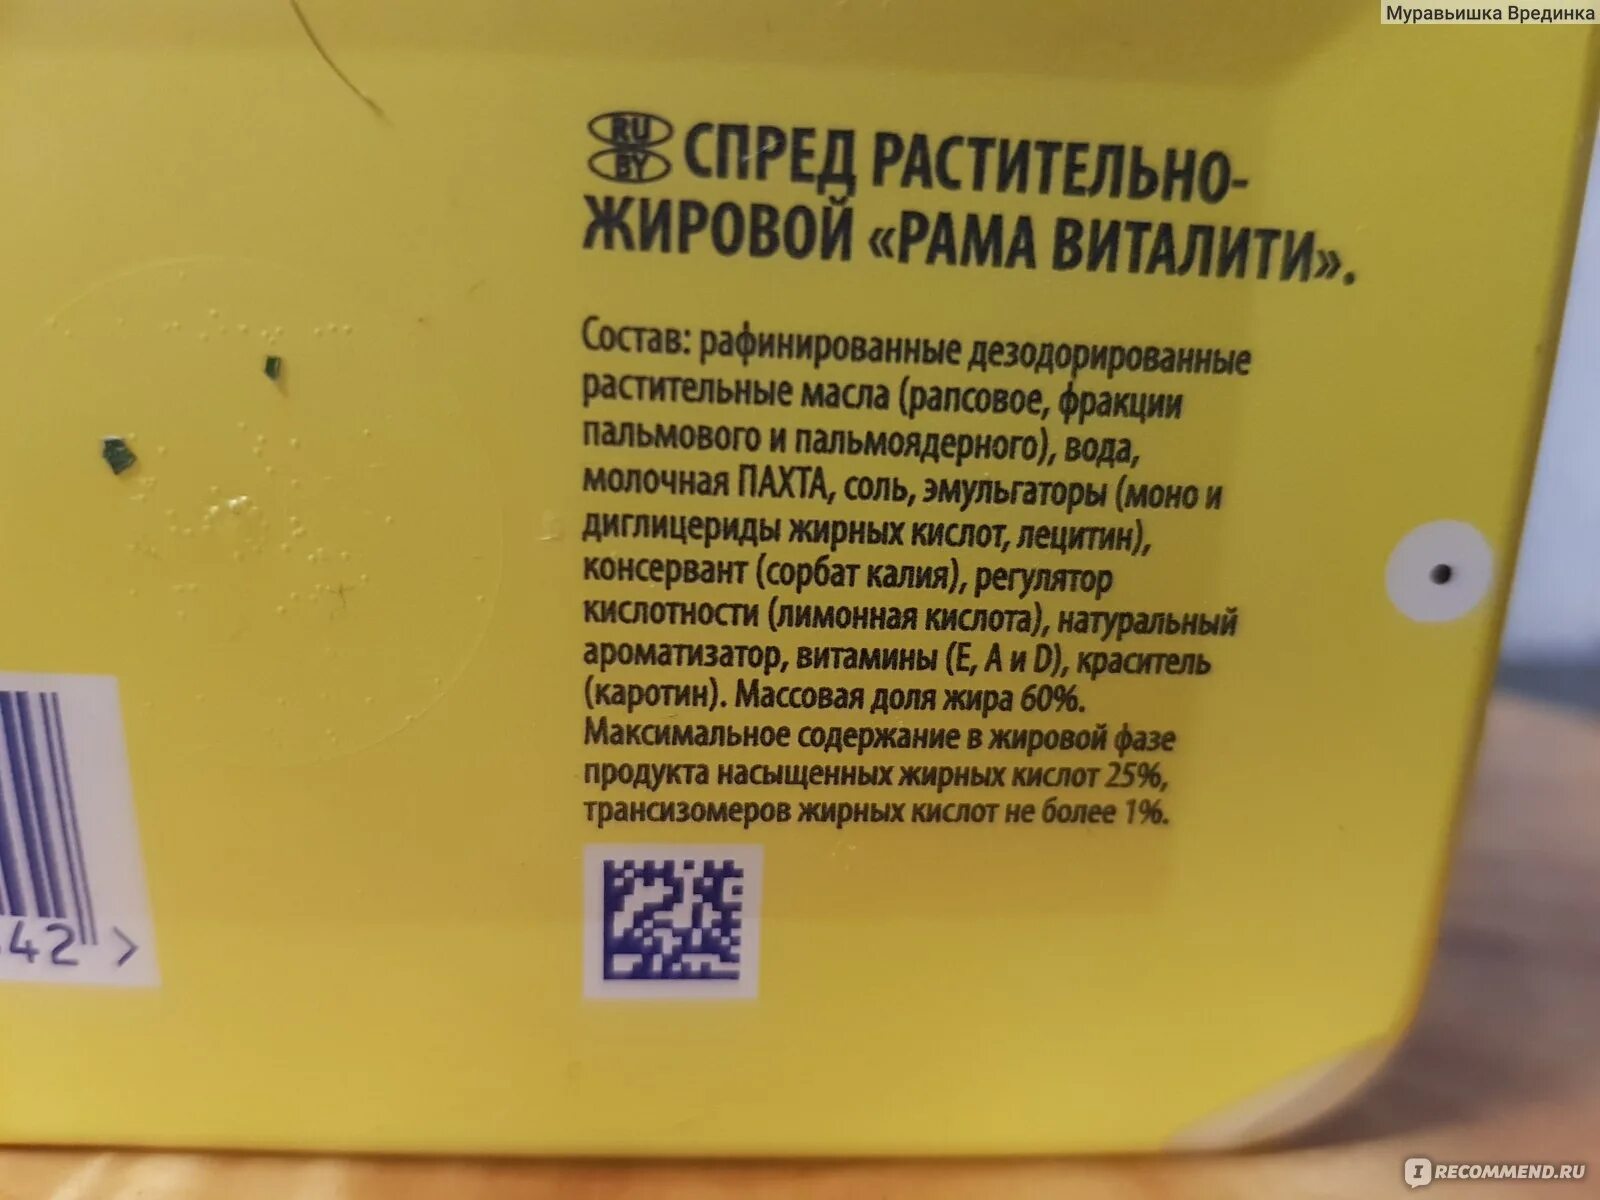 Муравьишка Врединка
RU
BY
СПРЕД РАСТИТЕЛЬНО-
ЖИРОВОЙ «РАМА ВИТАЛИТИ».
Состав: рафинированные дезодорированные
растительные масла (рапсовое, фракции
пальмового и пальмоядерного), вода,
молочная ПАХТА, соль, эмульгаторы (моно и
диглицериды жирных кислот, лецитин),
консервант (сорбат калия), регулятор
кислотности (лимонная кислота), натуральный
ароматизатор, витамины (E, A и D), краситель
(каротин). Массовая доля жира 60%.
Максимальное содержание в жировой фазе
продукта насыщенных жирных кислот 25%,
трансизомеров жирных кислот не более 1%.
42 >
I RECOMMEND.RU